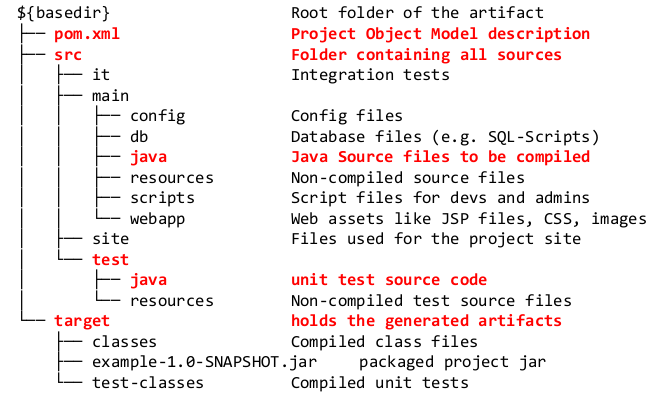 ${basedir} Root folder of the artifact
├── pom.xml Project Object Model description
├── src Folder containing all sources
│   ├── it Integration tests
│   ├── main
│   │   ├── config Config files
│   │   ├── db Database files (e.g. SQL-Scripts)
│   │   ├── java Java Source files to be compiled
│   │   ├── resources Non-compiled source files
│   │   ├── scripts Script files for devs and admins
│   │   └── webapp Web assets like JSP files, CSS, images
│   ├── site Files used for the project site
│   └── test
│       ├── java unit test source code
│       └── resources Non-compiled test source files
└── target holds the generated artifacts
    ├── classes Compiled class files
    ├── example-1.0-SNAPSHOT.jar packaged project jar
    └── test-classes Compiled unit tests